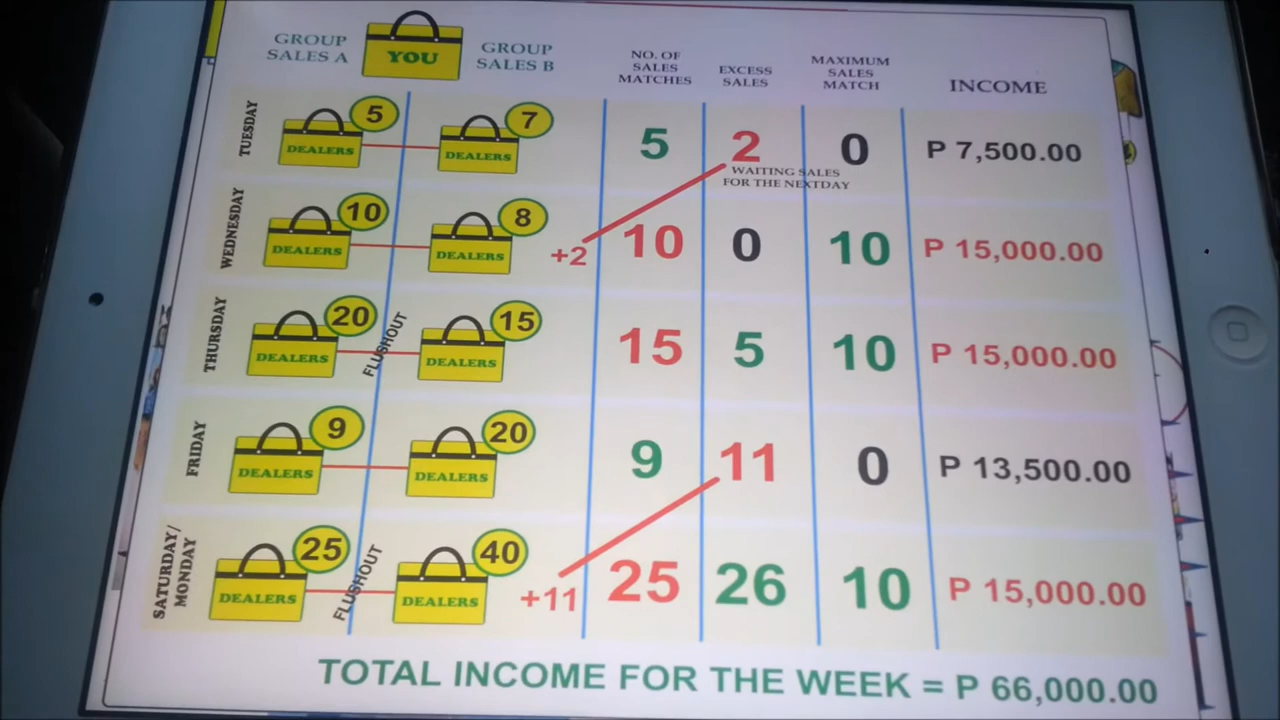 GROUP
SALES A
YOU
GROUP
SALES B
NO. OF
SALES
MATCHES
EXCESS
SALES
MAXIMUM
SALES
MATCH
INCOME
TUESDAY
5
DEALERS
7
DEALERS
5
2
0
P 7,500.00
WAITING SALES
FOR THE NEXTDAY
WEDNESDAY
10
DEALERS
8
DEALERS
+2
10
0
10
P 15,000.00
THURSDAY
20
DEALERS
FLUSHOUT
15
DEALERS
15
5
10
P 15,000.00
FRIDAY
9
DEALERS
20
DEALERS
9
11
0
P 13,500.00
SATURDAY/
MONDAY
25
DEALERS
FLUSHOUT
40
DEALERS
+11
25
26
10
P 15,000.00
TOTAL INCOME FOR THE WEEK = P 66,000.00